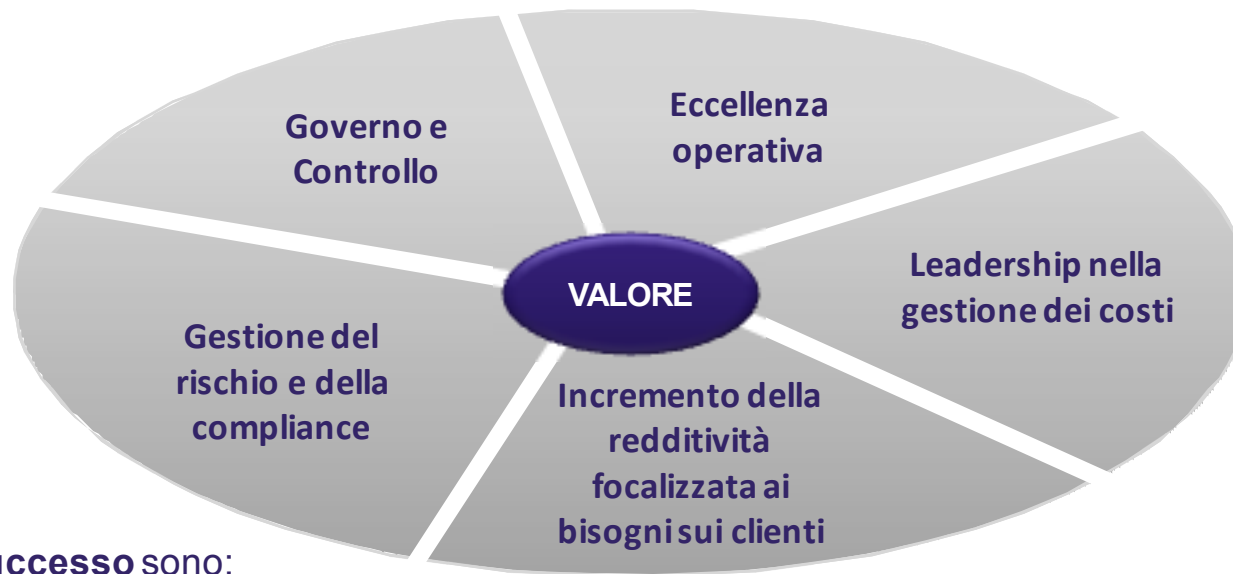 Eccellenza
operativa
Governo e
Controllo
Leadership nella
gestione dei costi
VALORE
Gestione del
rischio e della
compliance
Incremento della
redditività
focalizzata ai
bisogni sui clienti
uccesso sono: